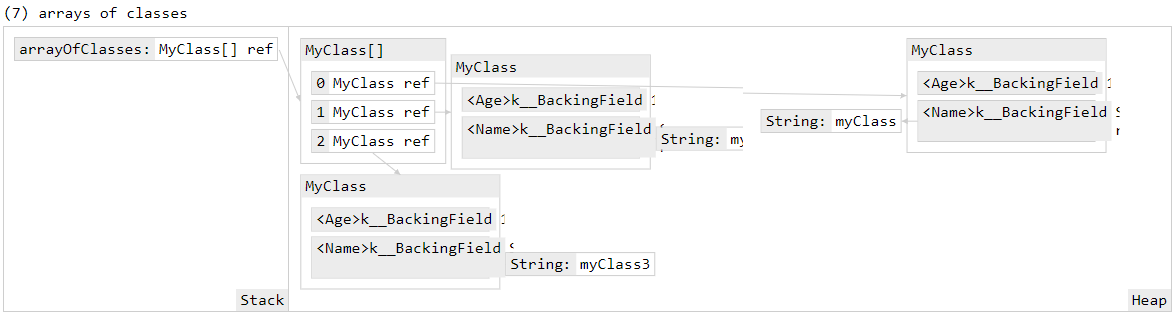 (7) arrays of classes
arrayOfClasses: MyClass[] ref
MyClass[]
0 MyClass ref
1 MyClass ref
2 MyClass ref
MyClass
<Age>k__BackingField 1
<Name>k__BackingField
String: my
MyClass
<Age>k__BackingField
<Name>k__BackingField
String: myClass
MyClass
<Age>k__BackingField 1
<Name>k__BackingField
String: myClass3
Stack
Heap